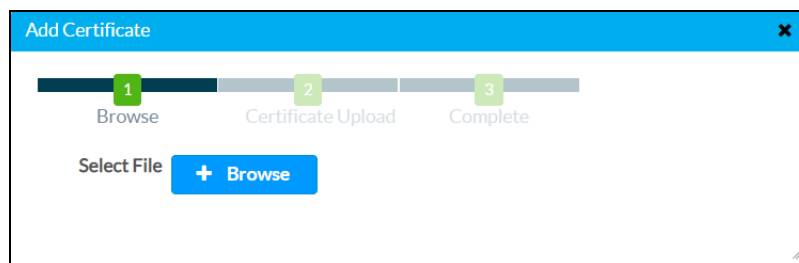 Add Certificate
1 2 3
Browse Certificate Upload Complete
Select File + Browse